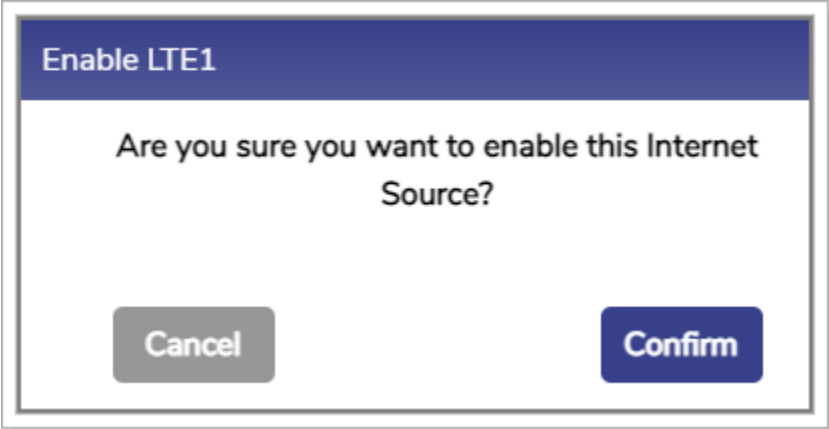 Enable LTE1
Are you sure you want to enable this Internet
Source?
Cancel
Confirm